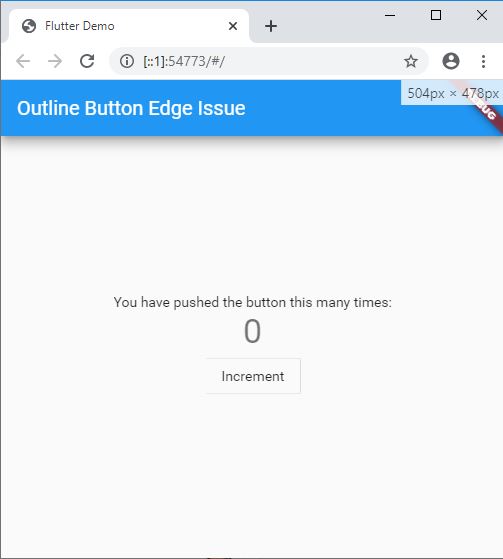 Flutter Demo
[::1]:54773/#/
Outline Button Edge Issue
504px × 478px
You have pushed the button this many times:
0
Increment